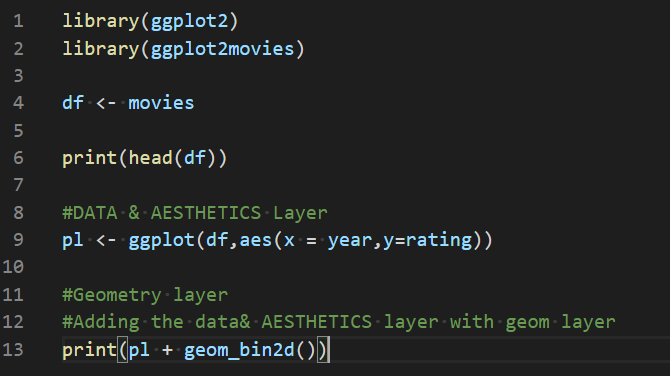 1 library(ggplot2)
2 library(ggplot2movies)
3
4 df <- movies
5
6 print(head(df))
7
8 #DATA & AESTHETICS Layer
9 pl <- ggplot(df,aes(x = year,y=rating))
10
11 #Geometry layer
12 #Adding the data& AESTHETICS layer with geom layer
13 print(pl + geom_bin2d())